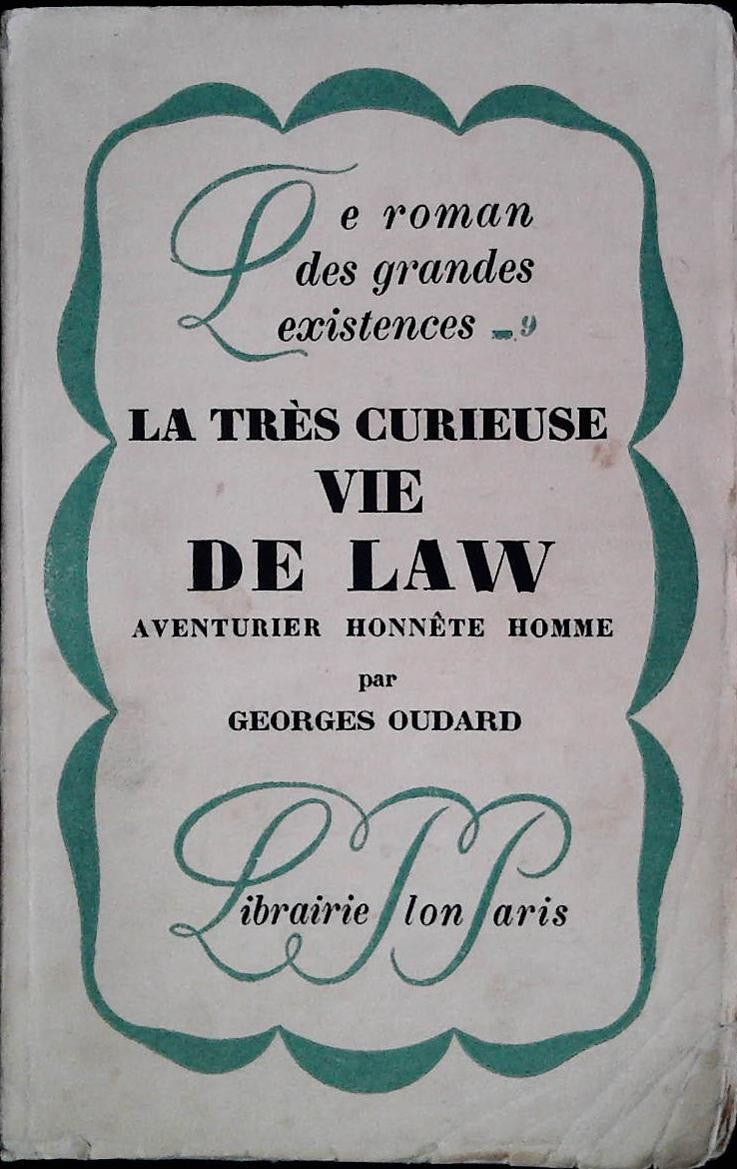 Le roman
des grandes
existences - 9
LA TRÈS CURIEUSE
VIE
DE LAW
AVENTURIER HONNÊTE HOMME
par
GEORGES OUDARD
Librairie Plon Paris